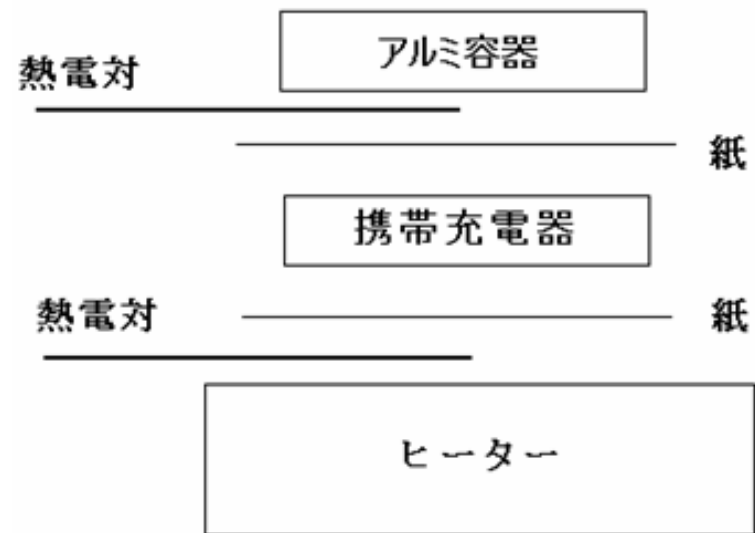 アルミ容器
熱電対
紙
携帯充電器
熱電対
紙
ヒーター